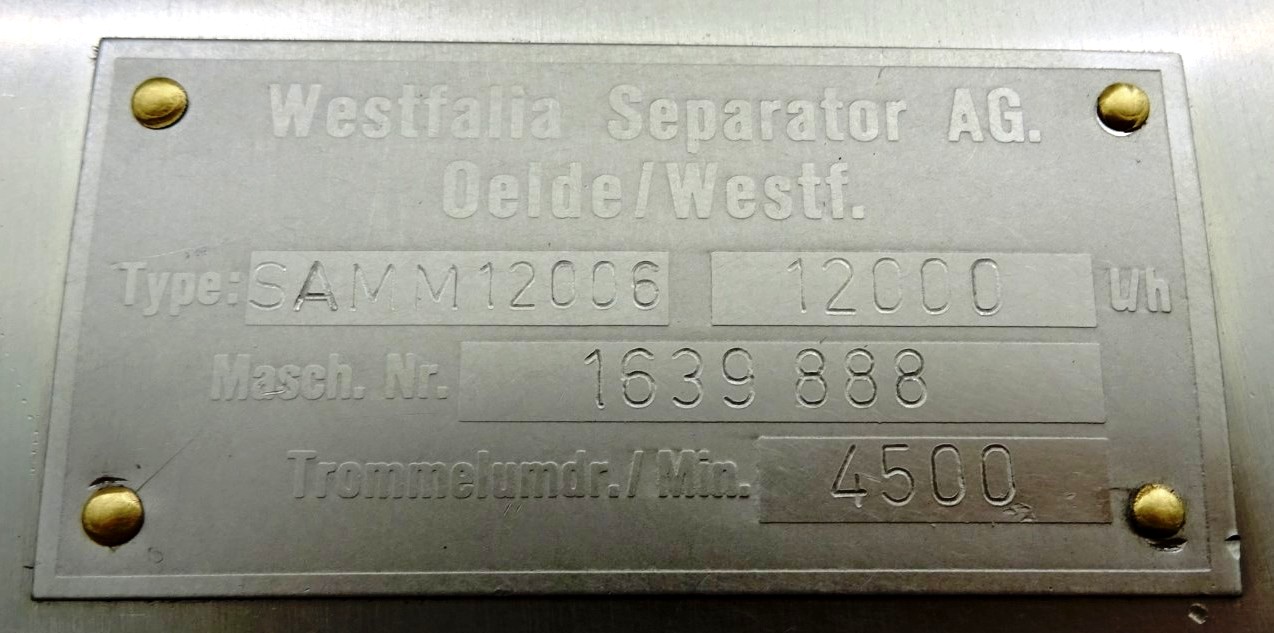 Westfalia Separator AG.
Oelde/Westf.
Type: SAMM12006 12000 l/h
Masch. Nr. 1639 888
Trommelumdr./Min. 4500